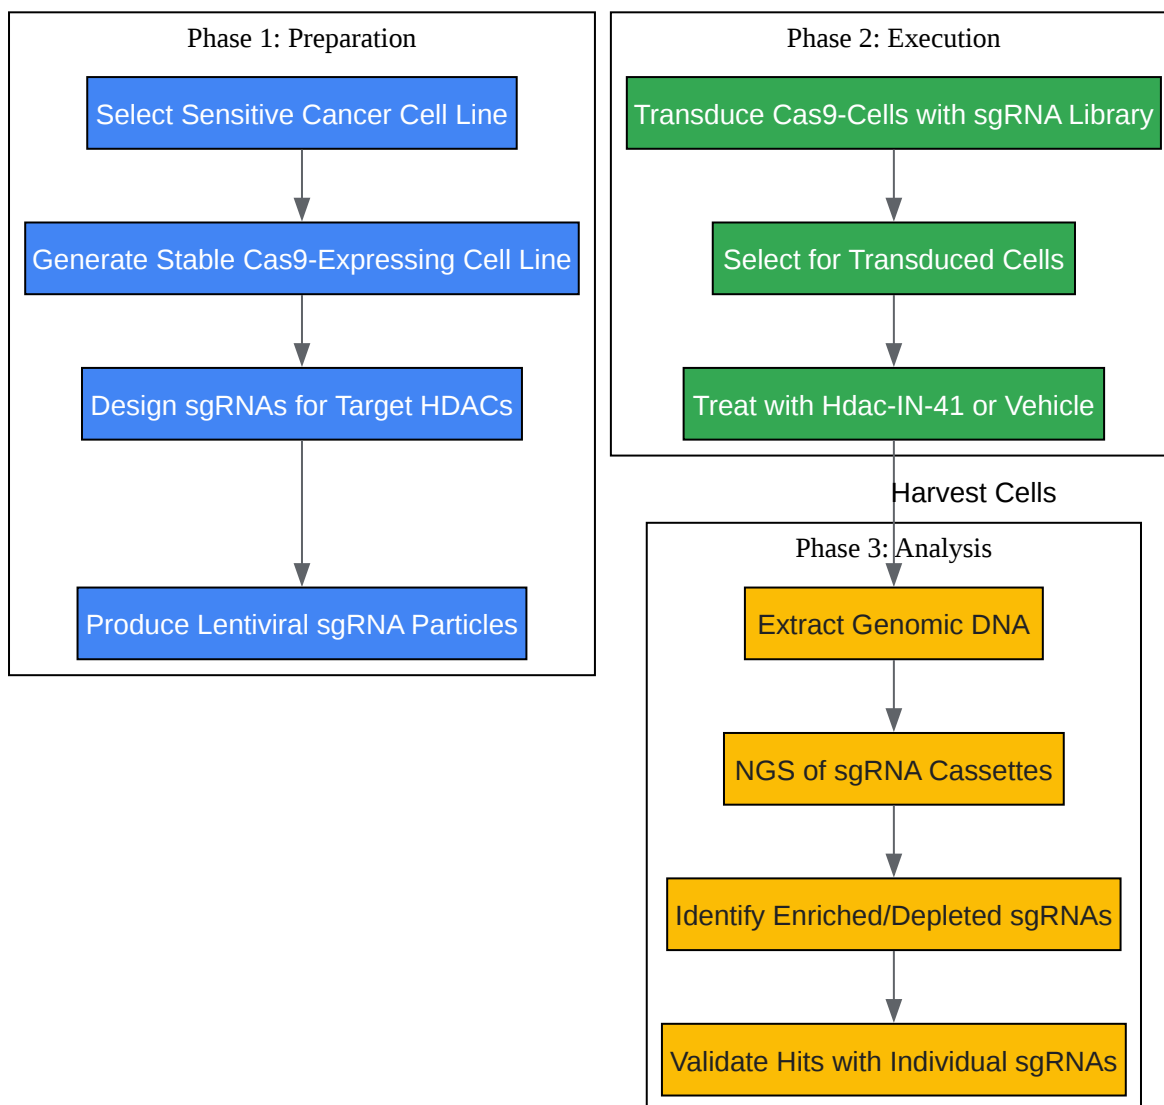 Phase 1: Preparation
Select Sensitive Cancer Cell Line
Generate Stable Cas9-Expressing Cell Line
Design sgRNAs for Target HDACs
Produce Lentiviral sgRNA Particles
Phase 2: Execution
Transduce Cas9-Cells with sgRNA Library
Select for Transduced Cells
Treat with Hdac-IN-41 or Vehicle
Harvest Cells
Phase 3: Analysis
Extract Genomic DNA
NGS of sgRNA Cassettes
Identify Enriched/Depleted sgRNAs
Validate Hits with Individual sgRNAs